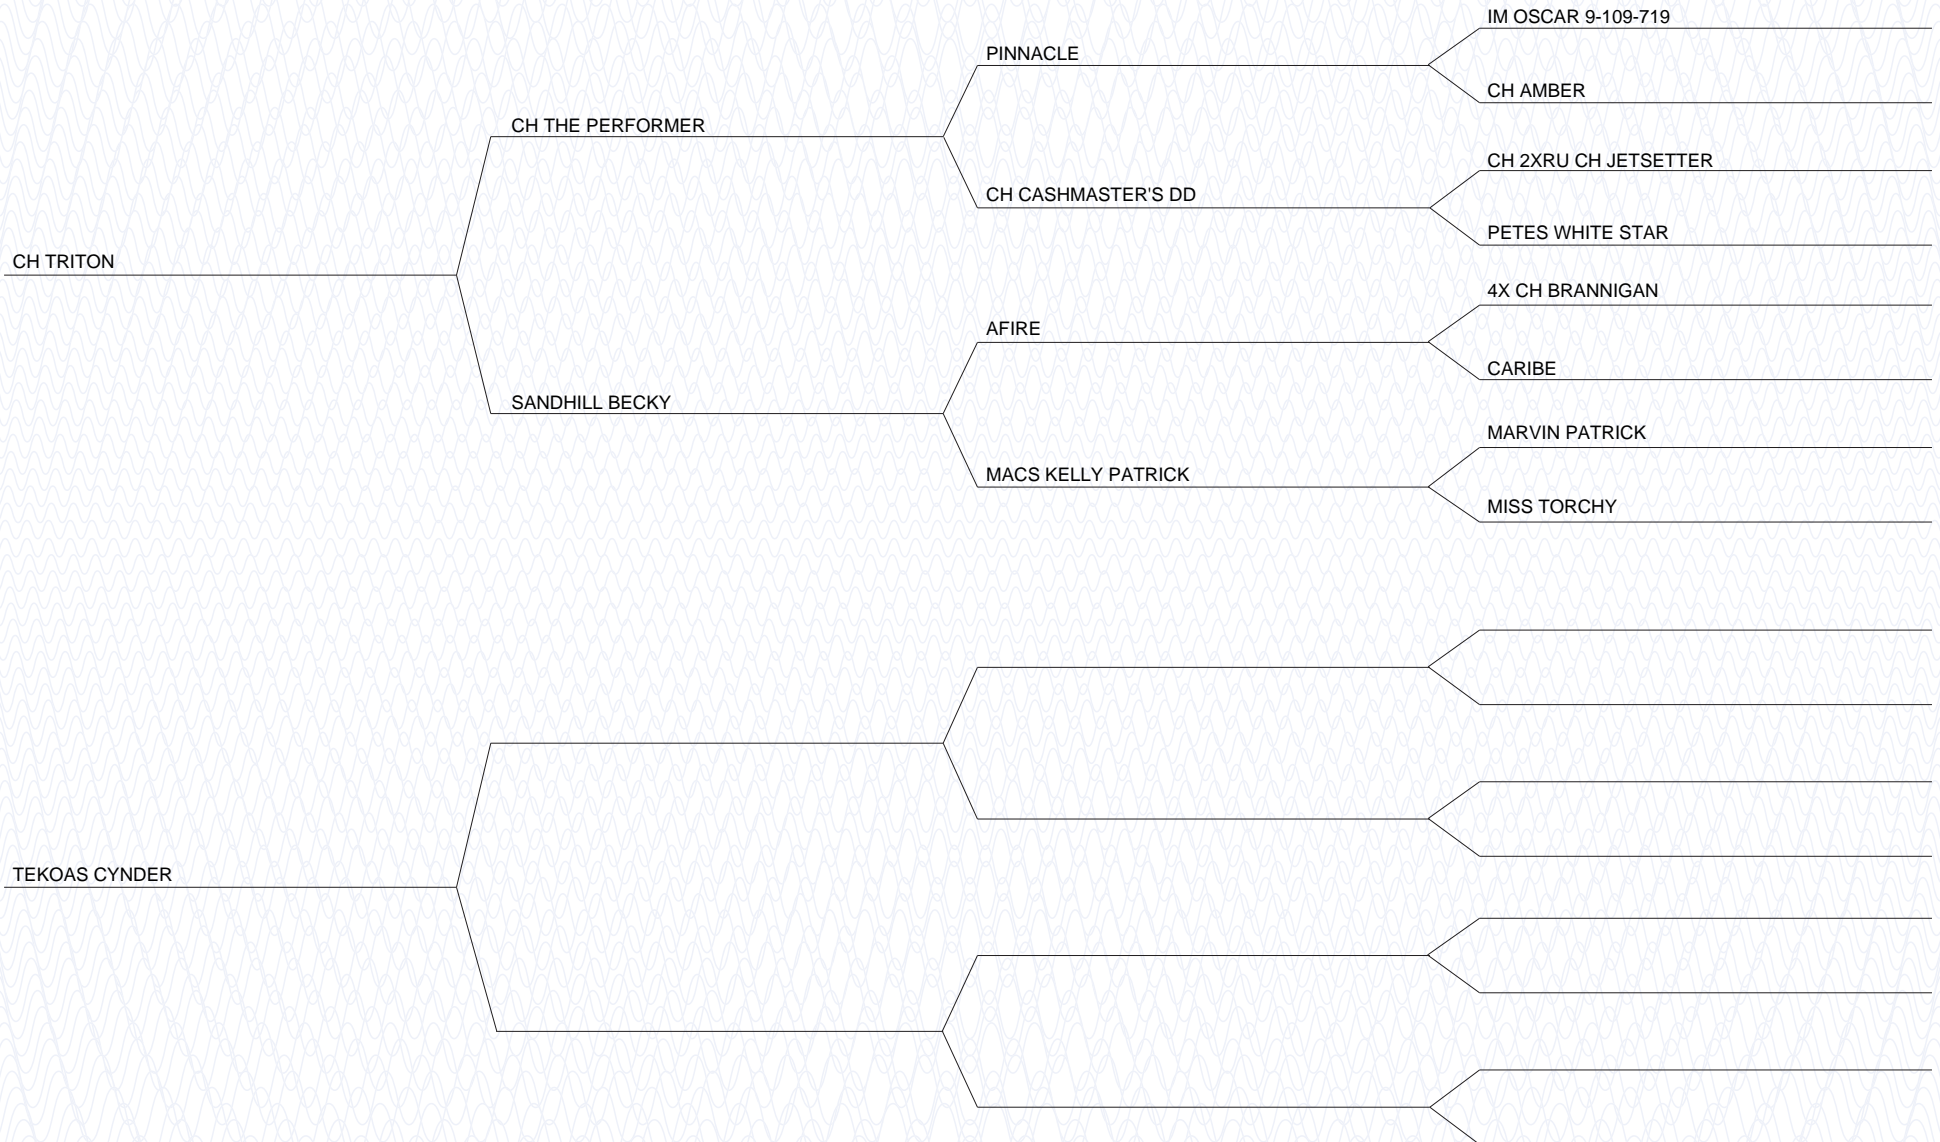 IM OSCAR 9-109-719
PINNACLE
CH AMBER
CH THE PERFORMER
CH 2XRU CH JETSETTER
CH CASHMASTER'S DD
PETES WHITE STAR
CH TRITON
4X CH BRANNIGAN
AFIRE
CARIBE
SANDHILL BECKY
MARVIN PATRICK
MACS KELLY PATRICK
MISS TORCHY
TEKOAS CYNDER